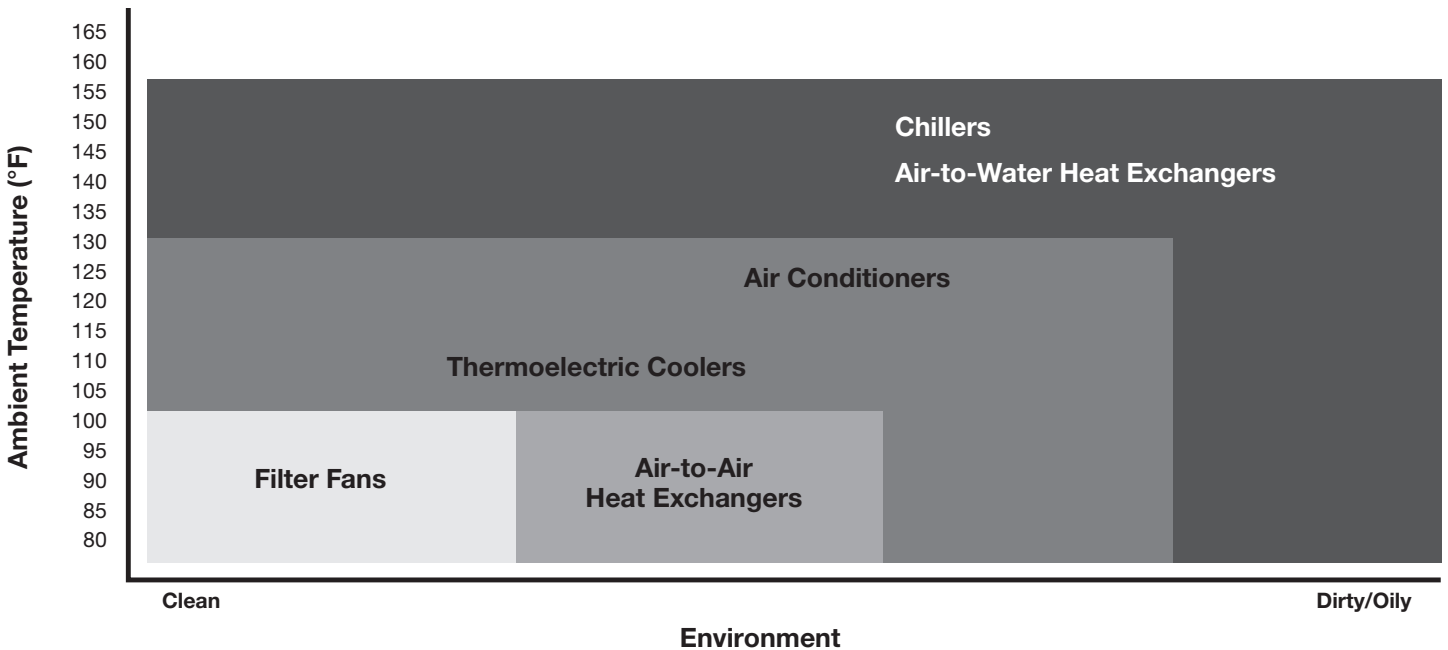 165
160
155
150
145
140
135
130
125
120
115
110
105
100
95
90
85
80
Ambient Temperature (°F)
Chillers
Air-to-Water Heat Exchangers
Air Conditioners
Thermoelectric Coolers
Filter Fans
Air-to-Air
Heat Exchangers
Clean
Dirty/Oily
Environment